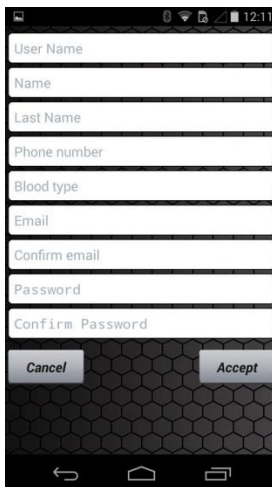 12:11
User Name
Name
Last Name
Phone number
Blood type
Email
Confirm email
Password
Confirm Password
Cancel Accept